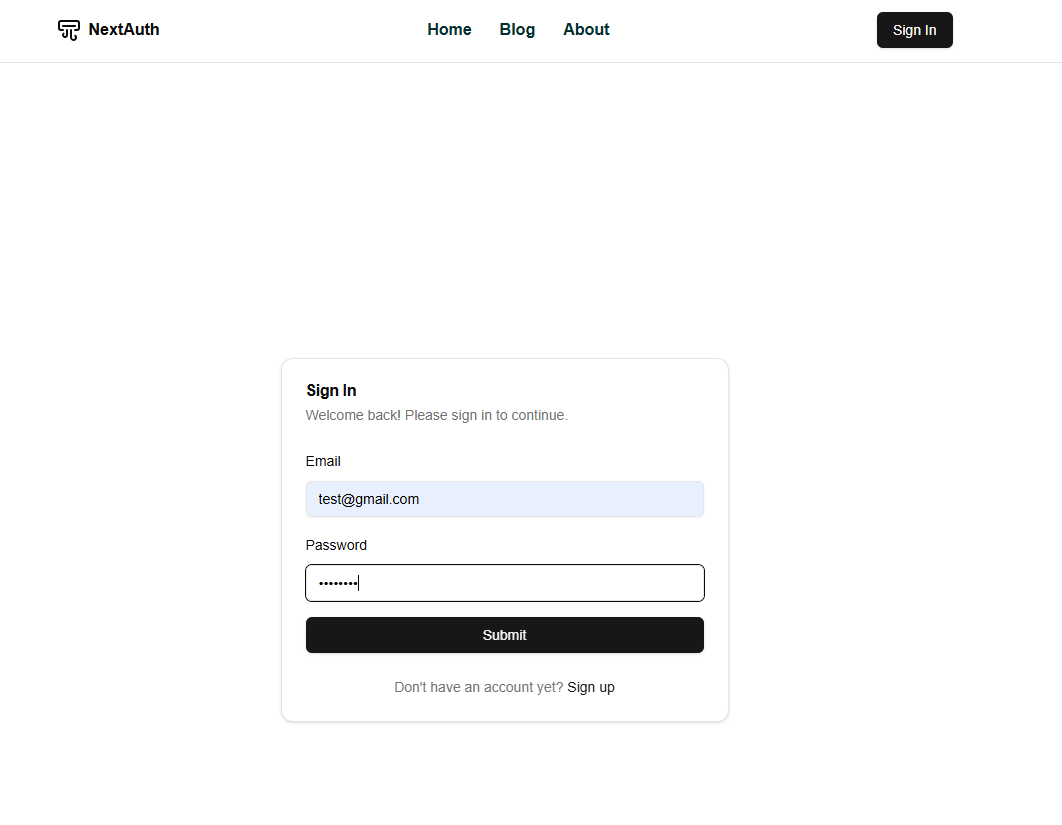 NextAuth Home Blog About Sign In
Sign In
Welcome back! Please sign in to continue.
Email
test@gmail.com
Password
••••••••
Submit
Don't have an account yet? Sign up